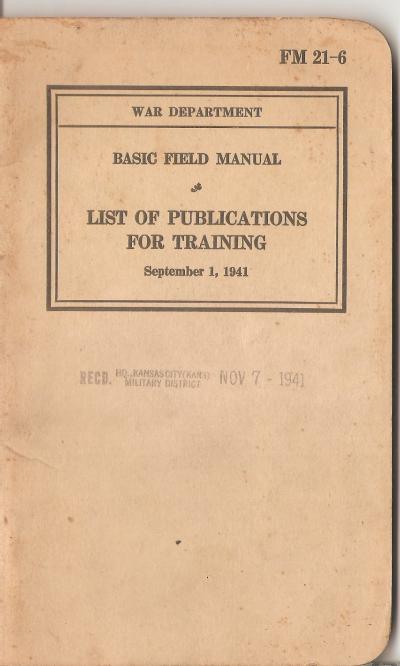 FM 21-6
WAR DEPARTMENT
BASIC FIELD MANUAL
LIST OF PUBLICATIONS
FOR TRAINING
September 1, 1941
RECD. HQ., KANSAS CITY (KANS) MILITARY DISTRICT NOV 7 - 1941